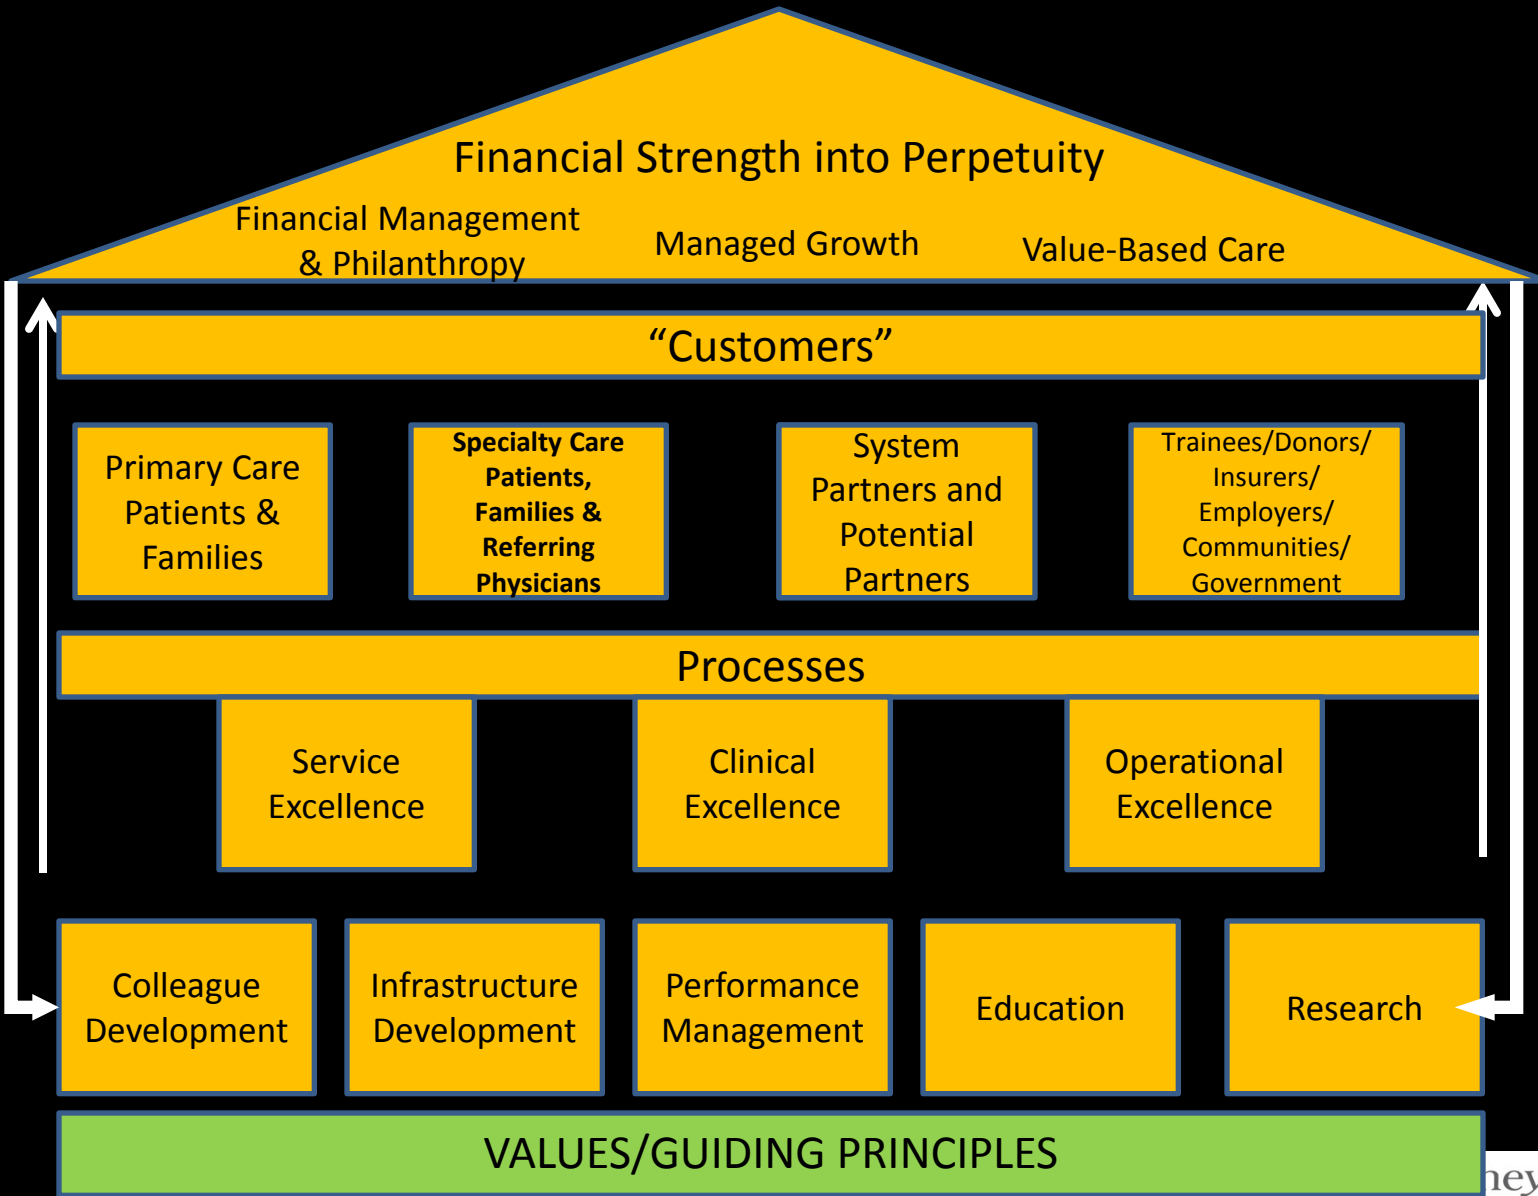 Financial Strength into Perpetuity
Financial Management
& Philanthropy
Managed Growth
Value-Based Care
“Customers”
Primary Care
Patients &
Families
Specialty Care
Patients,
Families &
Referring
Physicians
System
Partners and
Potential
Partners
Trainees/Donors/
Insurers/
Employers/
Communities/
Government
Processes
Service
Excellence
Clinical
Excellence
Operational
Excellence
Colleague
Development
Infrastructure
Development
Performance
Management
Education
Research
VALUES/GUIDING PRINCIPLES